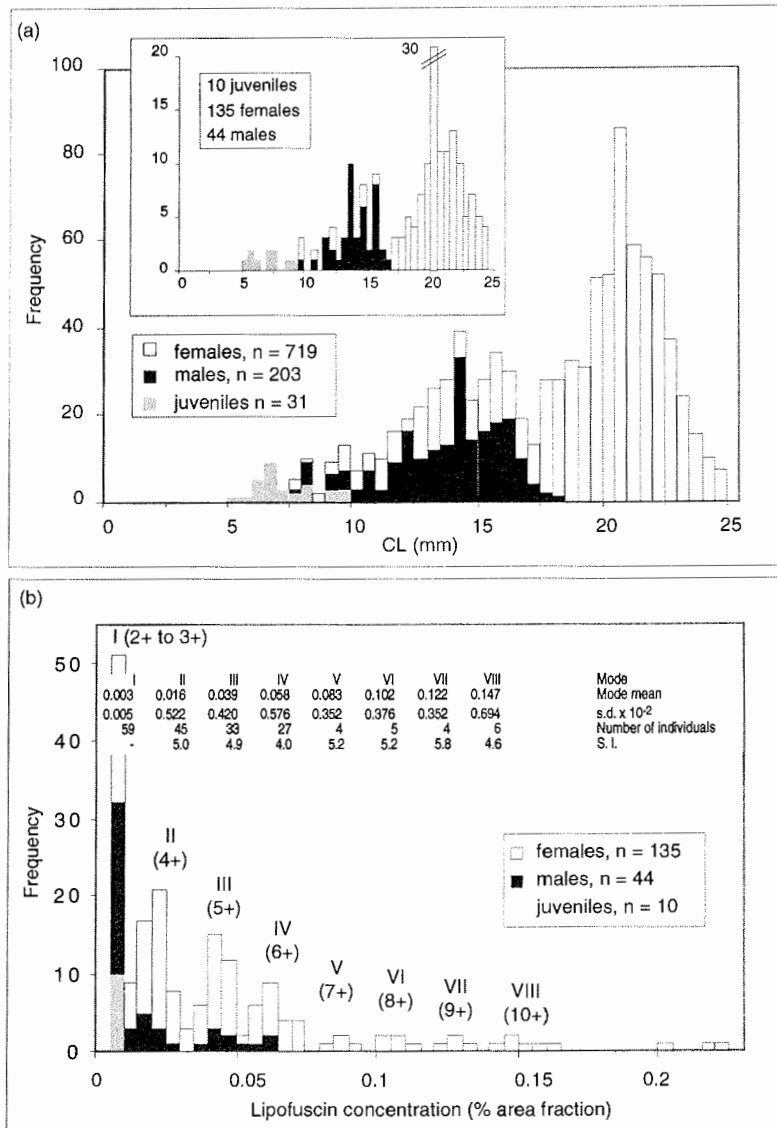 (a)
20
15
10
5
0
0 5 10 15 20 25
30
10 juveniles
135 females
44 males
100
80
60
40
20
0
Frequency
females, n = 719
males, n = 203
juveniles n = 31
0 5 10 15 20 25
CL (mm)
(b)
I (2+ to 3+)
50
40
30
20
10
0
Frequency
I II III IV V VI VII VIII Mode
0.003 0.016 0.039 0.058 0.083 0.102 0.122 0.147 Mode mean
0.005 0.522 0.420 0.576 0.352 0.376 0.352 0.694 s.d. x 10-2
59 45 33 27 4 5 4 6 Number of individuals
- 5.0 4.9 4.0 5.2 5.2 5.8 4.6 S. I.
II
(4+)
III
(5+)
IV
(6+)
V
(7+)
VI
(8+)
VII
(9+)
VIII
(10+)
females, n = 135
males, n = 44
juveniles, n = 10
0 0.05 0.1 0.15 0.2
Lipofuscin concentration (% area fraction)